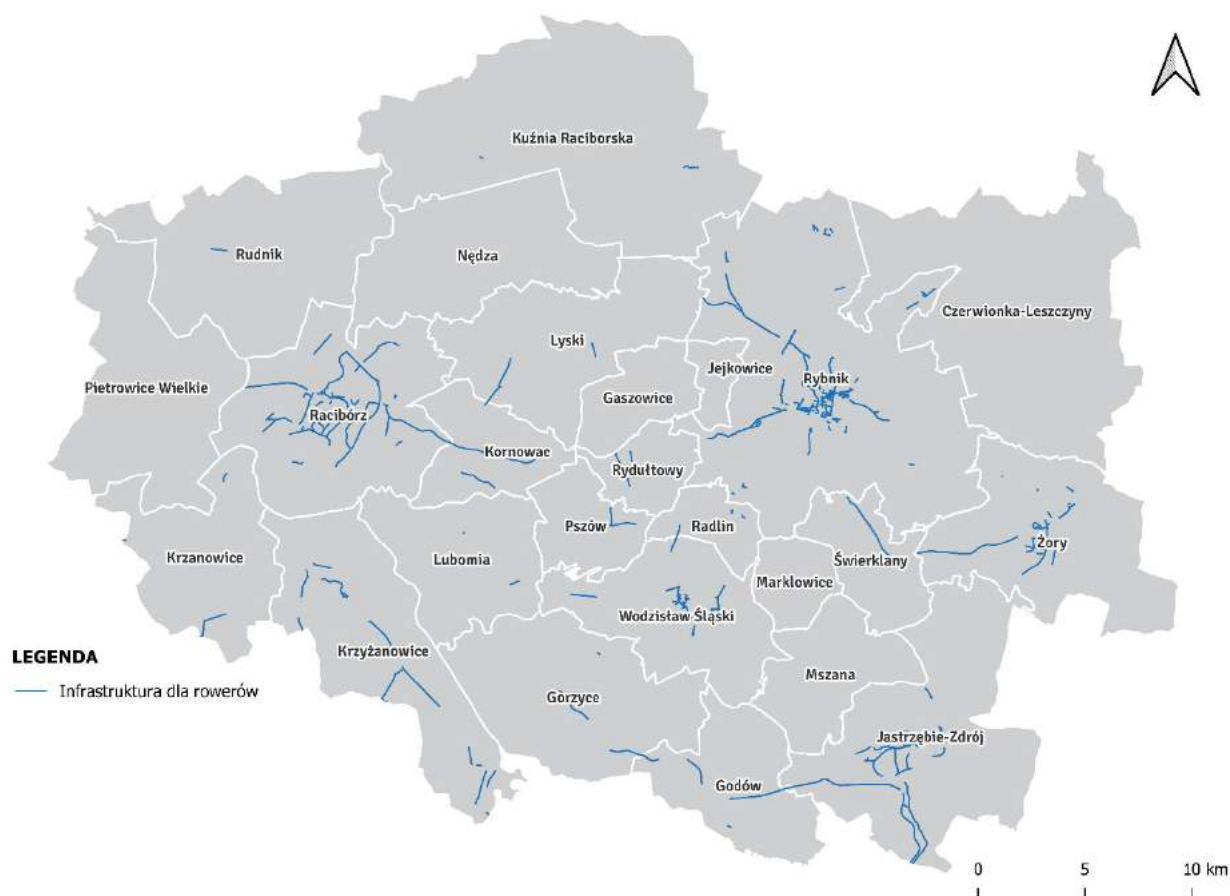 Kuźnia Raciborska
Rudnik
Nędza
Czerwionka-Leszczyny
Lyski
Jejkowice
Rybnik
Pietrowice Wielkie
Gaszowice
Racibórz
Kornowac
Rydułtowy
Pszów
Radlin
Żory
Krzanowice
Lubomia
Świerklany
Marklowice
Wodzisław Śląski
Krzyżanowice
LEGENDA
Infrastruktura dla rowerów
Mszana
Górzyce
Jastrzębie-Zdrój
Godów
0 5 10 km